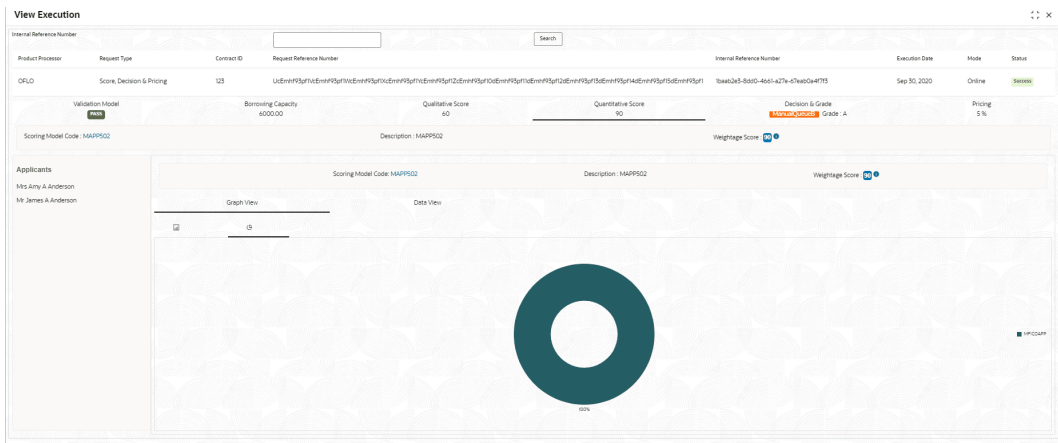 View Execution
Internal Reference Number
Search
Product Processor Request Type Contract ID Request Reference Number Internal Reference Number Execution Date Mode Status
OFLO Score, Decision & Pricing 123 Sep 30, 2020 Online Success
Validation Model Borrowing Capacity Qualitative Score Quantitative Score Decision & Grade Pricing
PASS 6000.00 60 90 Grade : A 5 %
Scoring Model Code : MAPP502 Description : MAPP502 Weightage Score : 90
Applicants
Mrs Amy A Anderson
Mr James A Anderson
Scoring Model Code: MAPP502 Description : MAPP502 Weightage Score : 90
Graph View Data View
100%